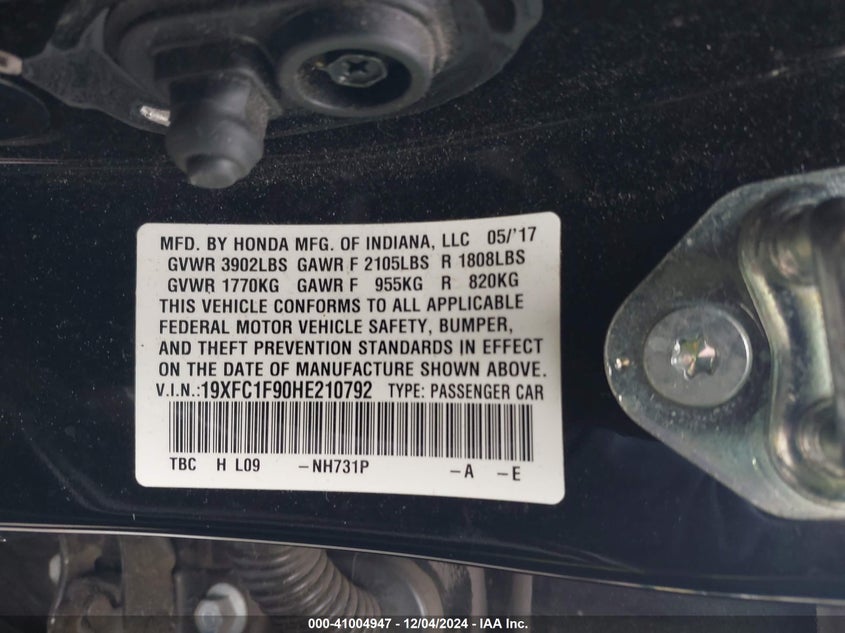 MFD. BY HONDA MFG. OF INDIANA, LLC 05/'17
GVWR 3902LBS GAWR F 2105LBS R 1808LBS
GVWR 1770KG GAWR F 955KG R 820KG
THIS VEHICLE CONFORMS TO ALL APPLICABLE
FEDERAL MOTOR VEHICLE SAFETY, BUMPER,
AND THEFT PREVENTION STANDARDS IN EFFECT
ON THE DATE OF MANUFACTURE SHOWN ABOVE.
V.I.N.:19XFC1F90HE210792 TYPE: PASSENGER CAR
TBC H L09 -NH731P -A -E
000-41004947 - 12/04/2024 - IAA Inc.